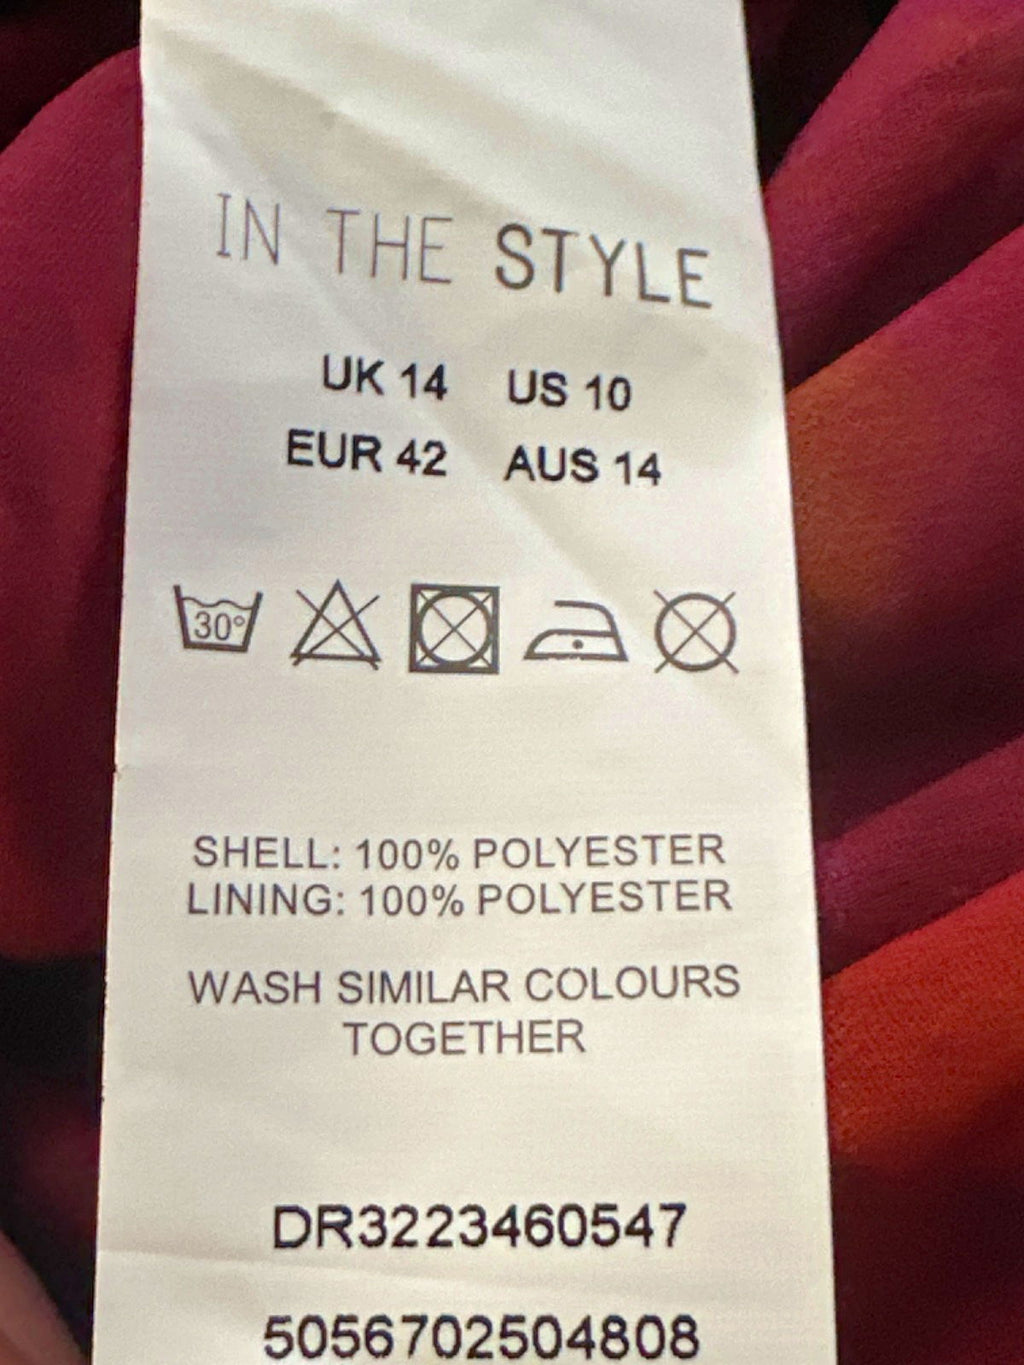 IN THE STYLE
UK 14 US 10
EUR 42 AUS 14
30°
SHELL: 100% POLYESTER
LINING: 100% POLYESTER
WASH SIMILAR COLOURS
TOGETHER
DR3223460547
5056702504808